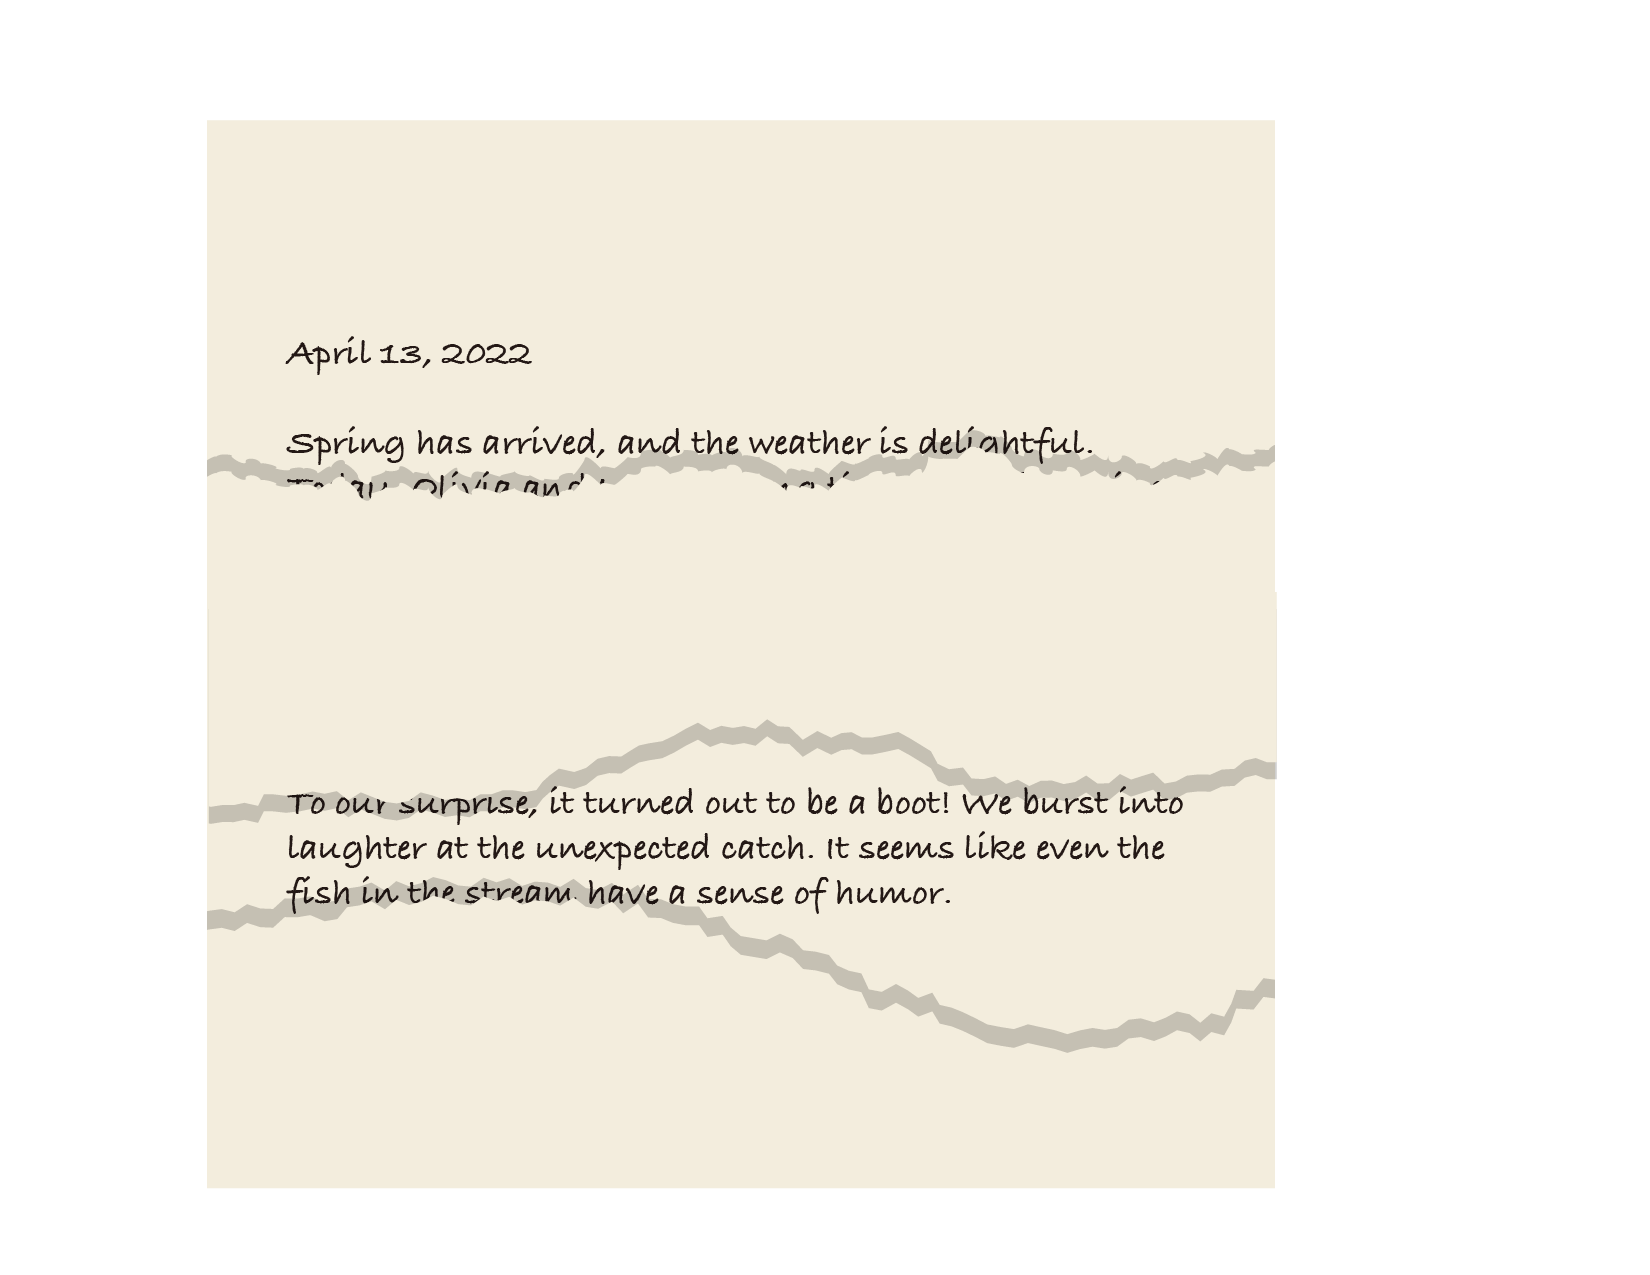 April 13, 2022
Spring has arrived, and the weather is delightful.
Today, Olivia and
To our surprise, it turned out to be a boot! We burst into
laughter at the unexpected catch. It seems like even the
fish in the stream have a sense of humor.